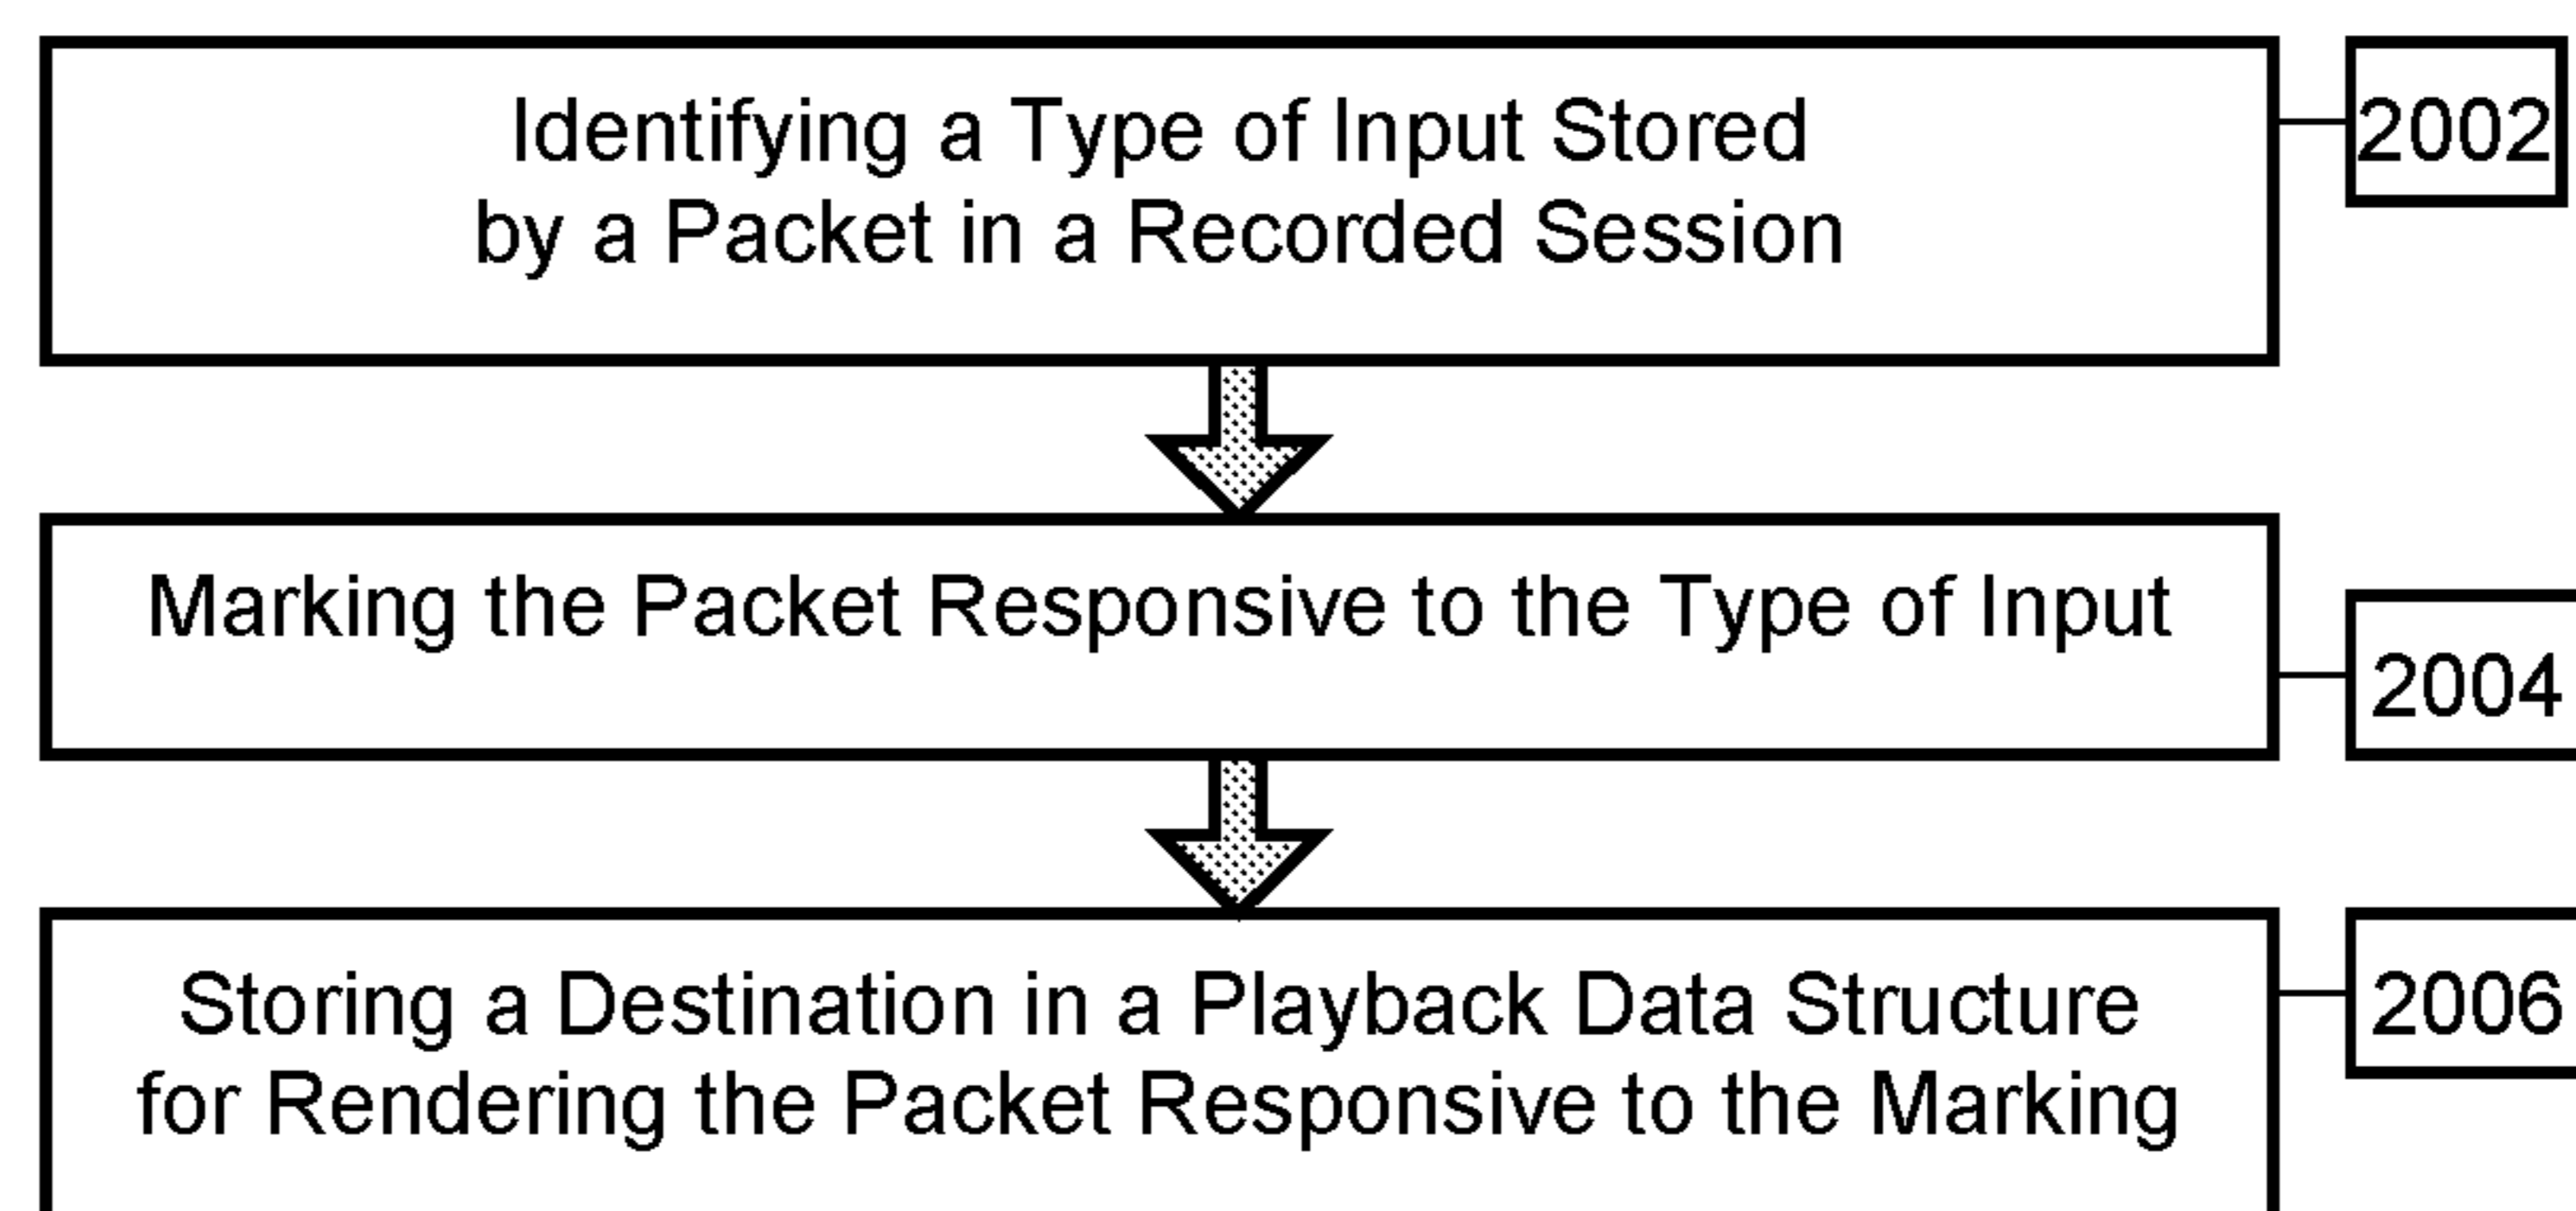 Identifying a Type of Input Stored
by a Packet in a Recorded Session
2002
Marking the Packet Responsive to the Type of Input
2004
Storing a Destination in a Playback Data Structure
for Rendering the Packet Responsive to the Marking
2006